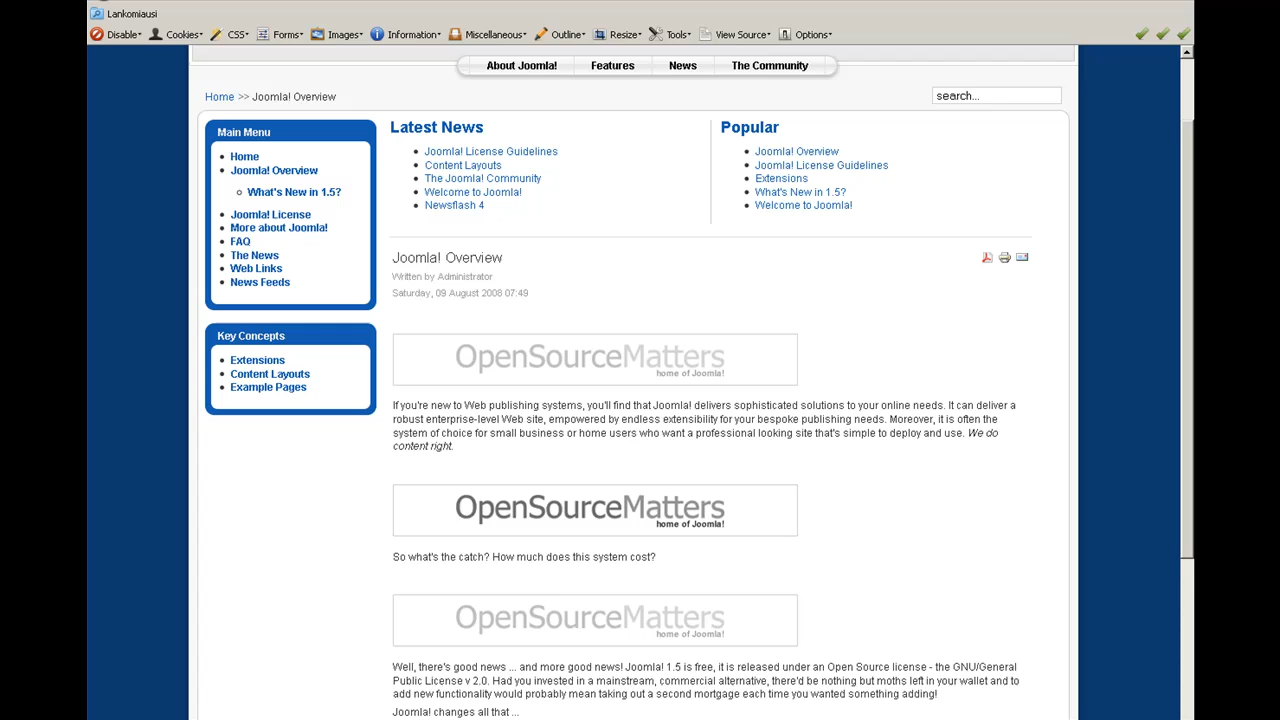 Lankomiausi
Disable Cookies CSS Forms Images Information Miscellaneous Outline Resize Tools View Source Options
About Joomla! Features News The Community
Home >> Joomla! Overview
search...
Main Menu
Home
Joomla! Overview
What's New in 1.5?
Joomla! License
More about Joomla!
FAQ
The News
Web Links
News Feeds
Key Concepts
Extensions
Content Layouts
Example Pages
Latest News
Joomla! License Guidelines
Content Layouts
The Joomla! Community
Welcome to Joomla!
Newsflash 4
Popular
Joomla! Overview
Joomla! License Guidelines
Extensions
What's New in 1.5?
Welcome to Joomla!
Joomla! Overview
Written by Administrator
Saturday, 09 August 2008 07:49
OpenSourceMatters
home of Joomla!
If you're new to Web publishing systems, you'll find that Joomla! delivers sophisticated solutions to your online needs. It can deliver a
robust enterprise-level Web site, empowered by endless extensibility for your bespoke publishing needs. Moreover, it is often the
system of choice for small business or home users who want a professional looking site that's simple to deploy and use. We do
content right.
OpenSourceMatters
home of Joomla!
So what's the catch? How much does this system cost?
OpenSourceMatters
home of Joomla!
Well, there's good news ... and more good news! Joomla! 1.5 is free, it is released under an Open Source license - the GNU/General
Public License v 2.0. Had you invested in a mainstream, commercial alternative, there'd be nothing but moths left in your wallet and to
add new functionality would probably mean taking out a second mortgage each time you wanted something adding!
Joomla! changes all that ...